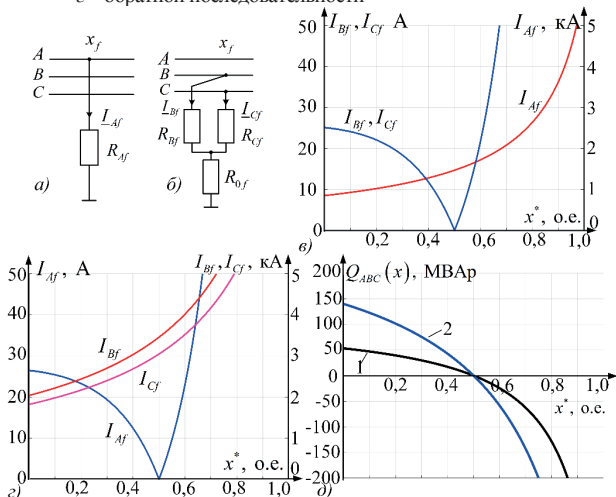 3 – обратной последовательности
x_f
A
B
C
I_Af
R_Af
а)
x_f
A
B
C
I_Bf
I_Cf
R_Bf
R_Cf
R_0f
б)
I_Bf, I_Cf А
I_Af, кА
50
40
30
20
10
0
5
4
3
2
1
0
I_Bf, I_Cf
I_Af
x*, о.е.
0,2
0,4
0,6
0,8
1,0
в)
I_Af, А
I_Bf, I_Cf, кА
50
40
30
20
10
0
5
4
3
2
1
0
I_Bf
I_Cf
I_Af
x*, о.е.
0,2
0,4
0,6
0,8
1,0
г)
Q_ABC(x), МВАр
200
150
100
50
00
-50
-100
-150
-200
2
1
0,2
0,4
0,6
0,8
x*, о.е.
д)